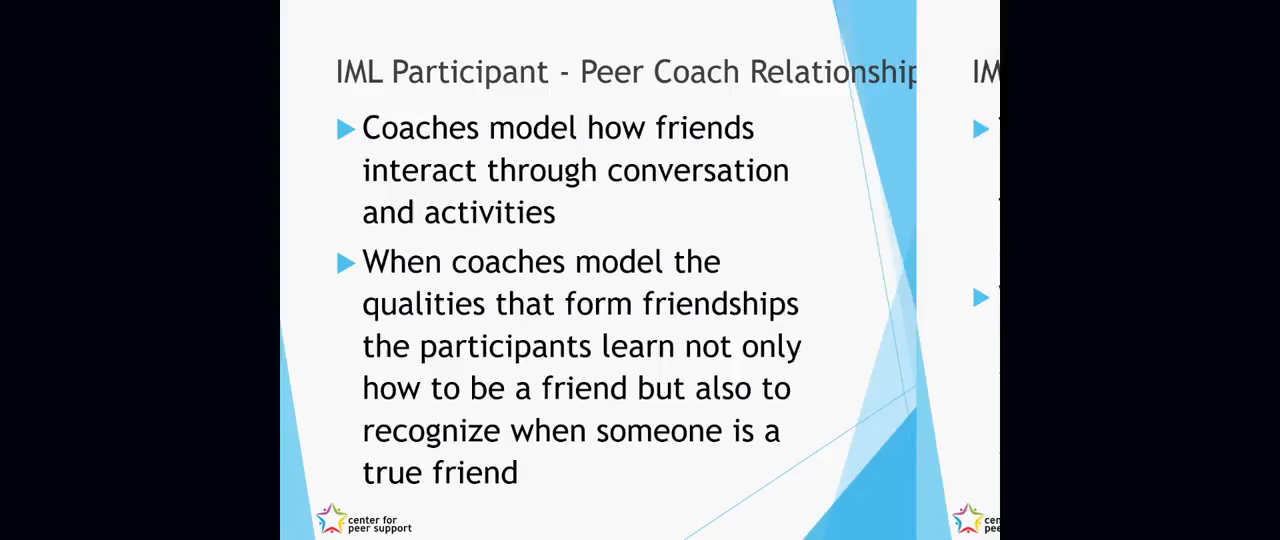 IML Participant - Peer Coach Relationship
Coaches model how friends
interact through conversation
and activities
When coaches model the
qualities that form friendships
the participants learn not only
how to be a friend but also to
recognize when someone is a
true friend
center for
peer support